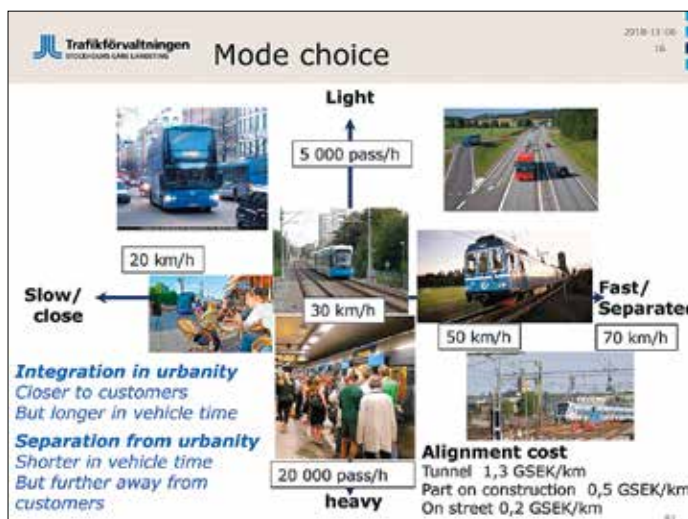 Trafikförvaltningen
STOCKHOLMS LÄNS LANDSTING
Mode choice
2018-11-06
16
Light
5 000 pass/h
20 km/h
Slow/
close
30 km/h
50 km/h
Fast/
Separated
70 km/h
Integration in urbanity
Closer to customers
But longer in vehicle time
Separation from urbanity
Shorter in vehicle time
But further away from
customers
20 000 pass/h
heavy
Alignment cost
Tunnel 1,3 GSEK/km
Part on construction 0,5 GSEK/km
On street 0,2 GSEK/km